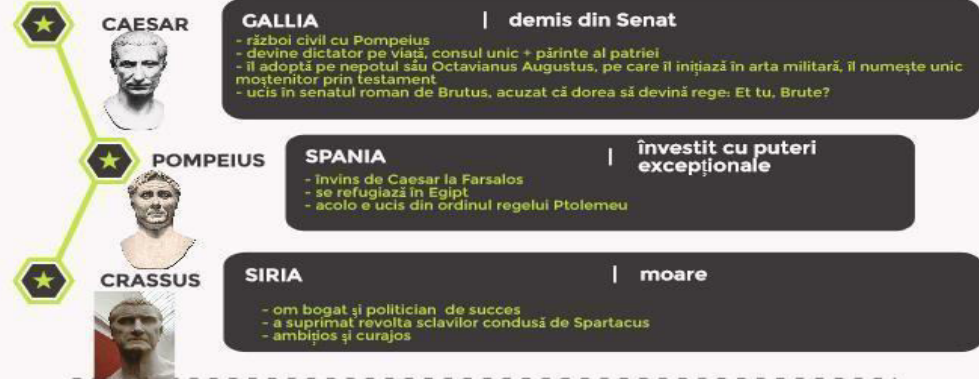 CAESAR
GALLIA | demis din Senat
- război civil cu Pompeius
- devine dictator pe viață, consul unic + părinte al patriei
- îl adoptă pe nepotul său Octavianus Augustus, pe care îl inițiază în arta militară, îl numește unic
moștenitor prin testament
- ucis în senatul roman de Brutus, acuzat că dorea să devină rege: Et tu, Brute?
POMPEIUS
SPANIA | învestit cu puteri
excepționale
- învins de Caesar la Farsalos
- se refugiază în Egipt
- acolo e ucis din ordinul regelui Ptolemeu
CRASSUS
SIRIA | moare
- om bogat și politician de succes
- a suprimat revolta sclavilor condusă de Spartacus
- ambițios și curajos